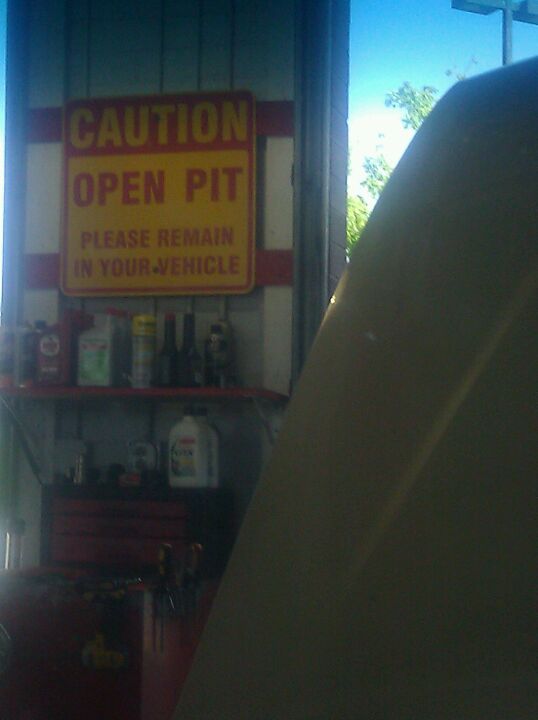 CAUTION
OPEN PIT
PLEASE REMAIN
IN YOUR VEHICLE